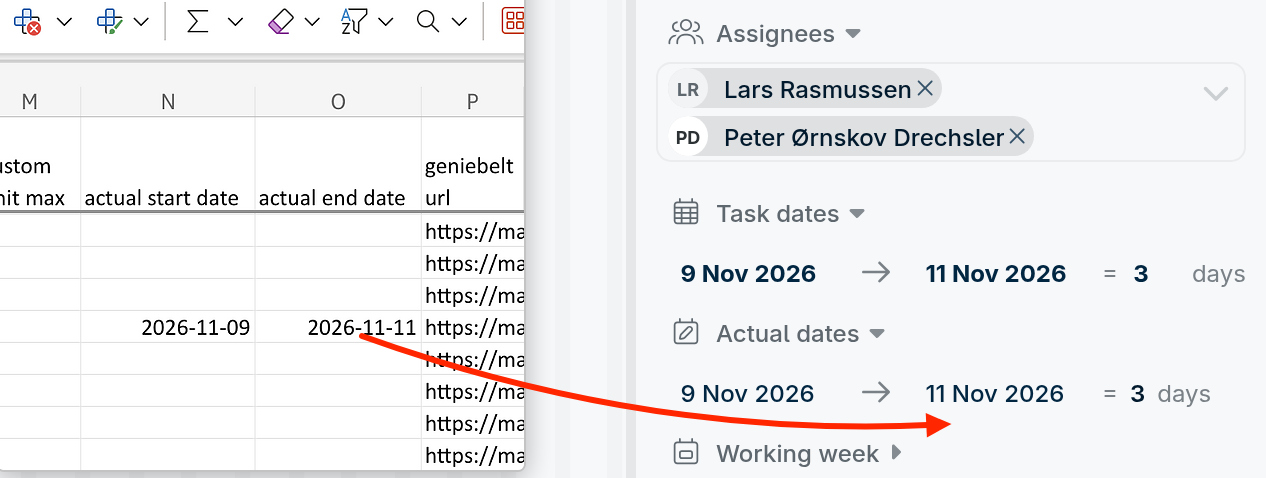 M N O P
ustom
nit max
actual start date
actual end date
geniebelt
url
https://ma
https://ma
https://ma
2026-11-09 2026-11-11 https://ma
https://ma
https://ma
https://ma
https://ma
Assignees
LR Lars Rasmussen
PD Peter Ørnskov Drechsler
Task dates
9 Nov 2026 → 11 Nov 2026 = 3 days
Actual dates
9 Nov 2026 → 11 Nov 2026 = 3 days
Working week